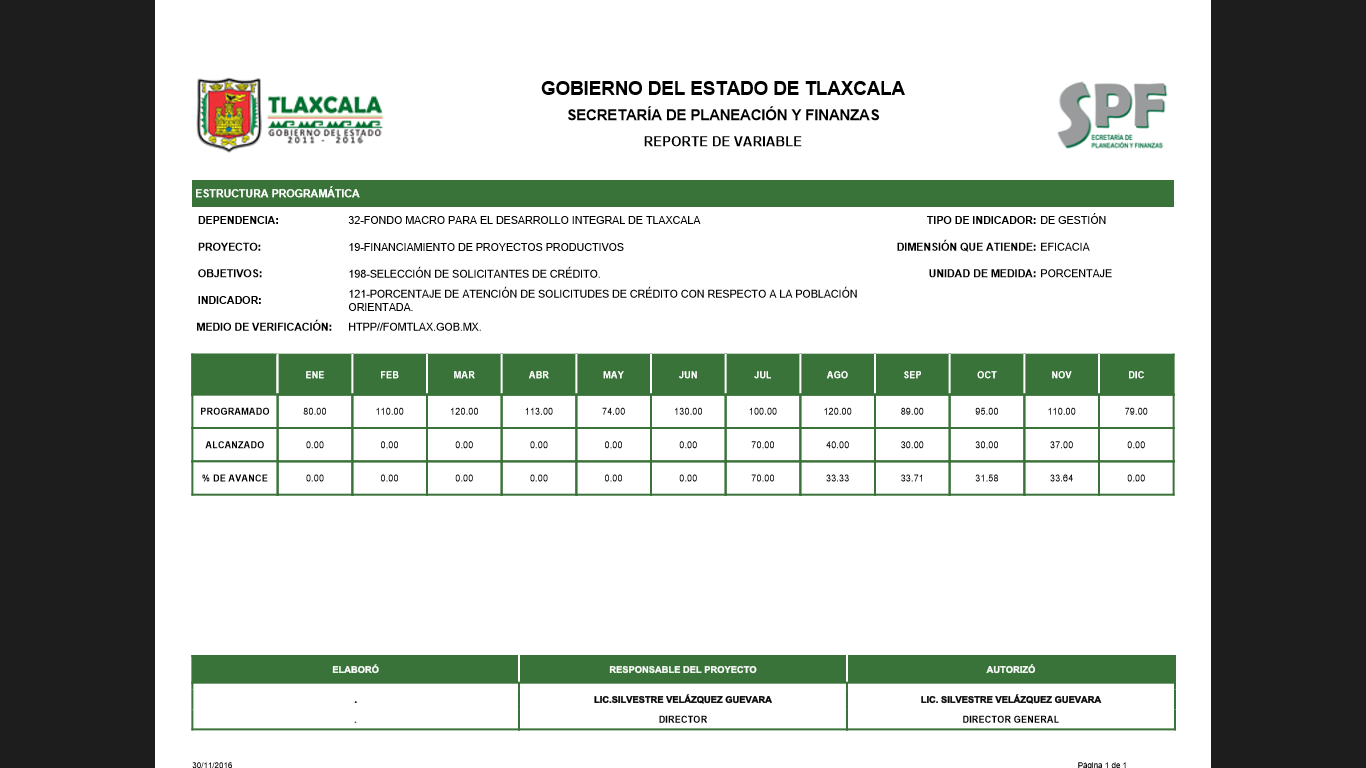 TLAXCALA
GOBIERNO DEL ESTADO
2011 - 2016
GOBIERNO DEL ESTADO DE TLAXCALA
SECRETARÍA DE PLANEACIÓN Y FINANZAS
REPORTE DE VARIABLE
SPF
ECRETARÍA DE
PLANEACIÓN Y FINANZAS
ESTRUCTURA PROGRAMÁTICA
DEPENDENCIA: 32-FONDO MACRO PARA EL DESARROLLO INTEGRAL DE TLAXCALA TIPO DE INDICADOR: DE GESTIÓN
PROYECTO: 19-FINANCIAMIENTO DE PROYECTOS PRODUCTIVOS DIMENSIÓN QUE ATIENDE: EFICACIA
OBJETIVOS: 198-SELECCIÓN DE SOLICITANTES DE CRÉDITO. UNIDAD DE MEDIDA: PORCENTAJE
INDICADOR: 121-PORCENTAJE DE ATENCIÓN DE SOLICITUDES DE CRÉDITO CON RESPECTO A LA POBLACIÓN
ORIENTADA.
MEDIO DE VERIFICACIÓN: HTPP//FOMTLAX.GOB.MX.
ENE FEB MAR ABR MAY JUN JUL AGO SEP OCT NOV DIC
PROGRAMADO 80.00 110.00 120.00 113.00 74.00 130.00 100.00 120.00 89.00 95.00 110.00 79.00
ALCANZADO 0.00 0.00 0.00 0.00 0.00 0.00 70.00 40.00 30.00 30.00 37.00 0.00
% DE AVANCE 0.00 0.00 0.00 0.00 0.00 0.00 70.00 33.33 33.71 31.58 33.64 0.00
ELABORÓ RESPONSABLE DEL PROYECTO AUTORIZÓ
. LIC.SILVESTRE VELÁZQUEZ GUEVARA LIC. SILVESTRE VELÁZQUEZ GUEVARA
. DIRECTOR DIRECTOR GENERAL
30/11/2016 Página 1 de 1